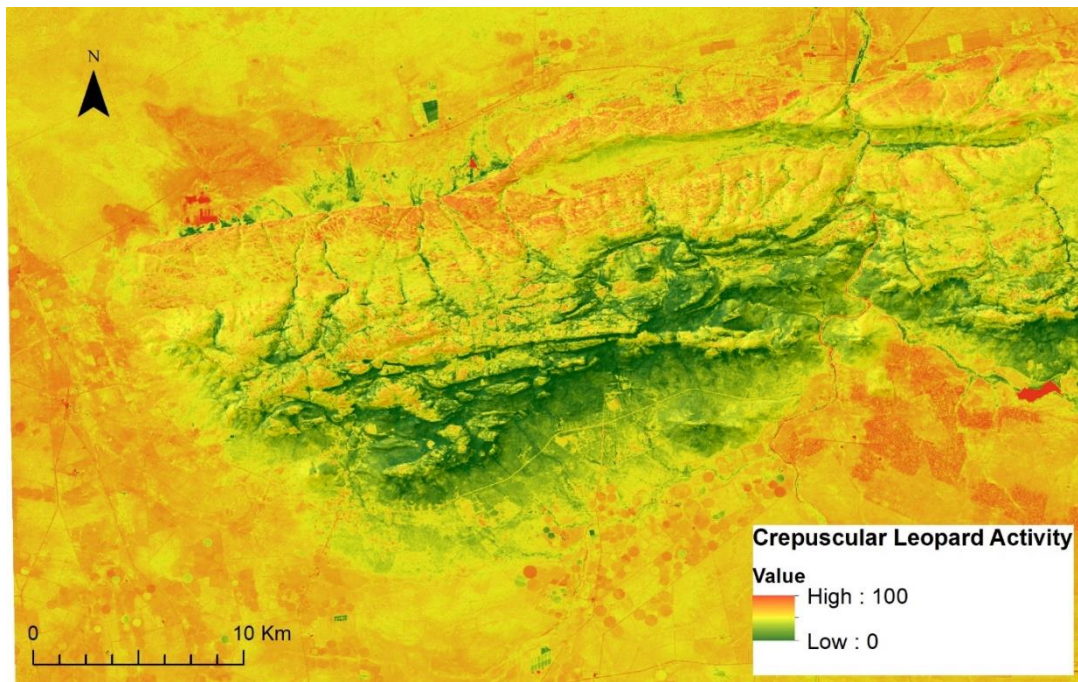 N
Crepuscular Leopard Activity
Value
High : 100
Low : 0
0 10 Km